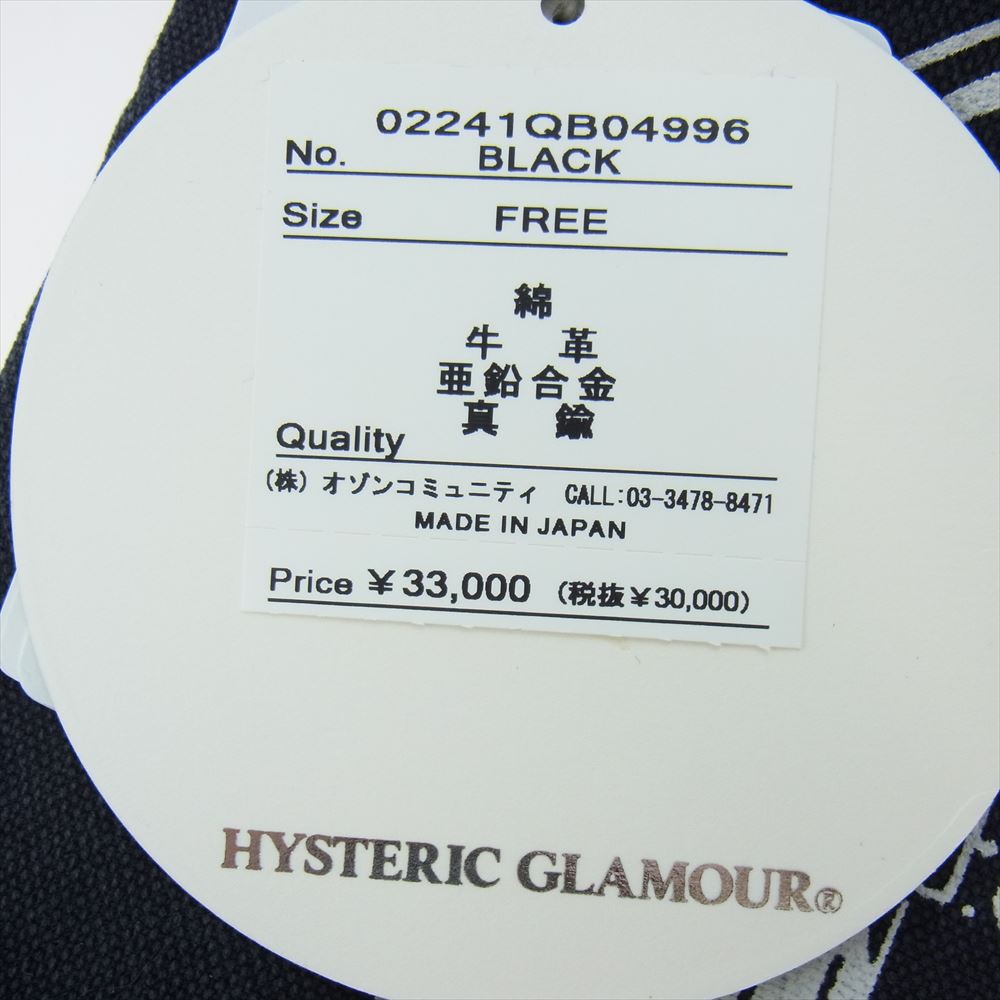 02241QB04996
No. BLACK
Size FREE
綿
牛 革
亜鉛合金
真 鍮
Quality
(株) オゾンコミュニティ CALL:03-3478-8471
MADE IN JAPAN
Price ￥33,000 (税抜￥30,000)
HYSTERIC GLAMOUR®